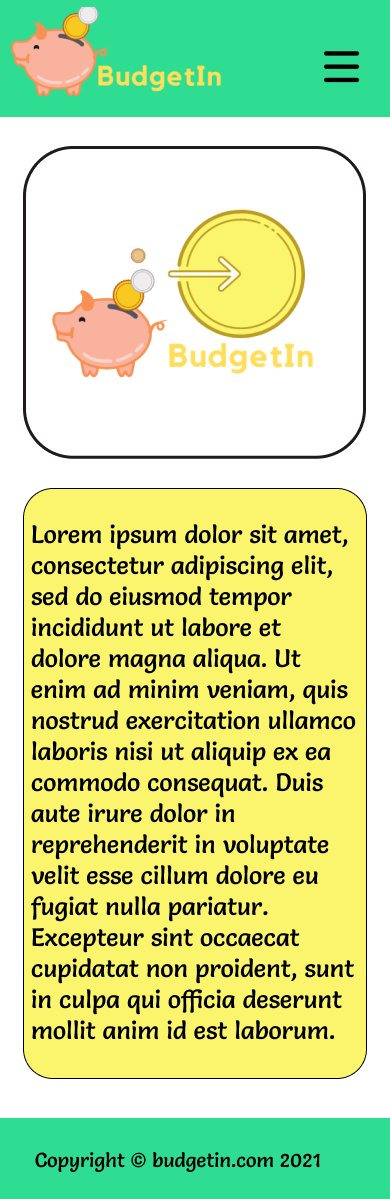 BudgetIn
BudgetIn
Lorem ipsum dolor sit amet,
consectetur adipiscing elit,
sed do eiusmod tempor
incididunt ut labore et
dolore magna aliqua. Ut
enim ad minim veniam, quis
nostrud exercitation ullamco
laboris nisi ut aliquip ex ea
commodo consequat. Duis
aute irure dolor in
reprehenderit in voluptate
velit esse cillum dolore eu
fugiat nulla pariatur.
Excepteur sint occaecat
cupidatat non proident, sunt
in culpa qui officia deserunt
mollit anim id est laborum.
Copyright © budgetin.com 2021